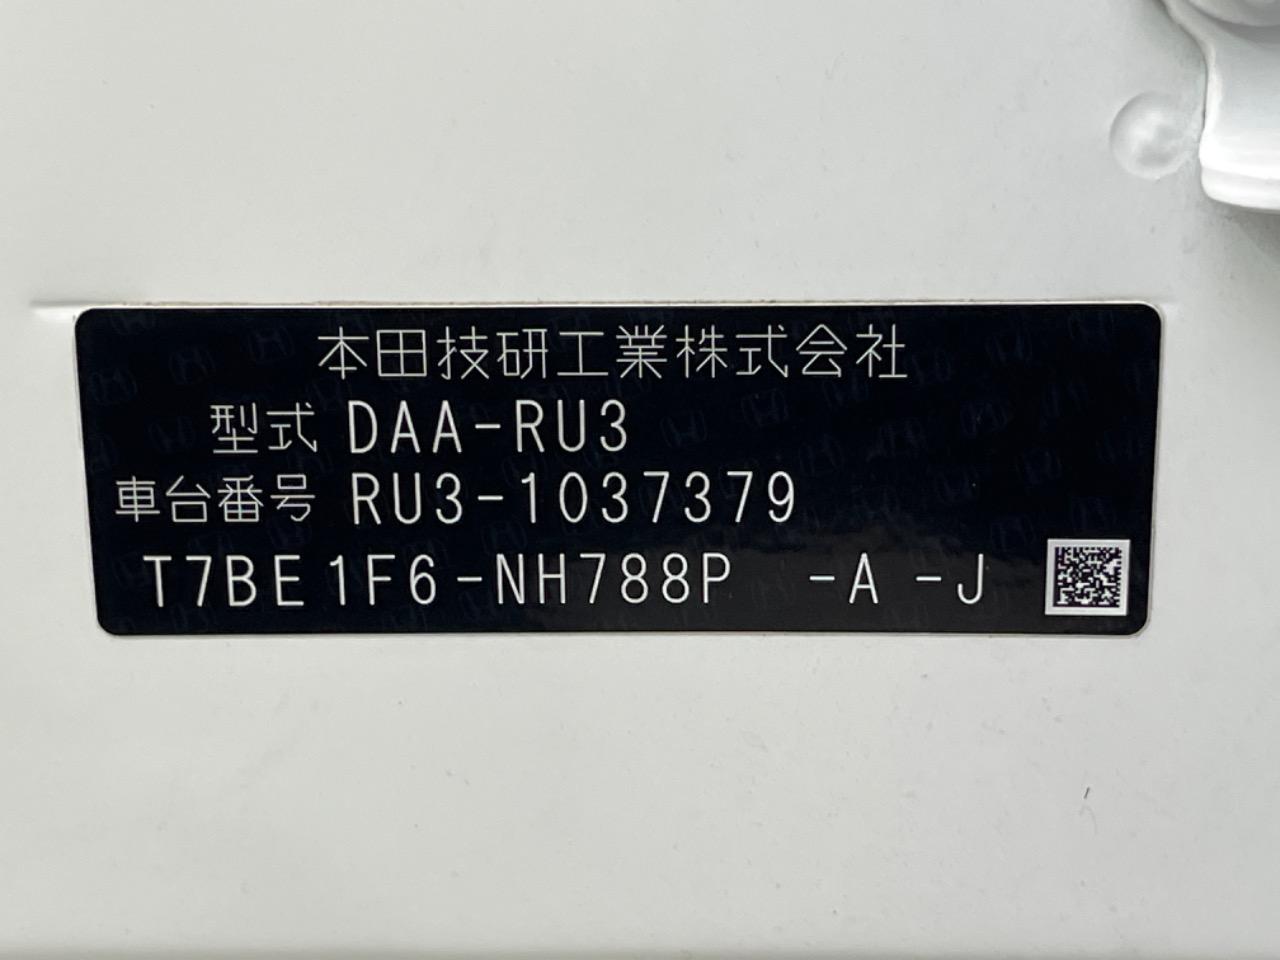 本田技研工業株式会社
型式 DAA-RU3
車台番号 RU3-1037379
T7BE1F6-NH788P -A -J